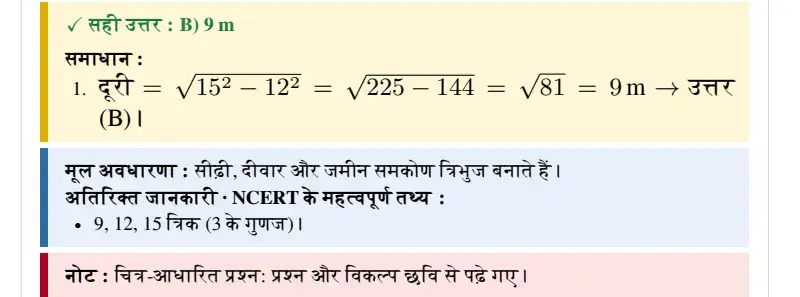 ✓ सही उत्तर : B) 9 m
समाधान :
1. दूरी = √(15² − 12²) = √(225 − 144) = √81 = 9 m → उत्तर
(B)।
मूल अवधारणा : सीढ़ी, दीवार और जमीन समकोण त्रिभुज बनाते हैं।
अतिरिक्त जानकारी · NCERT के महत्वपूर्ण तथ्य :
• 9, 12, 15 त्रिक (3 के गुणज)।
नोट : चित्र-आधारित प्रश्न: प्रश्न और विकल्प छवि से पढ़े गए।